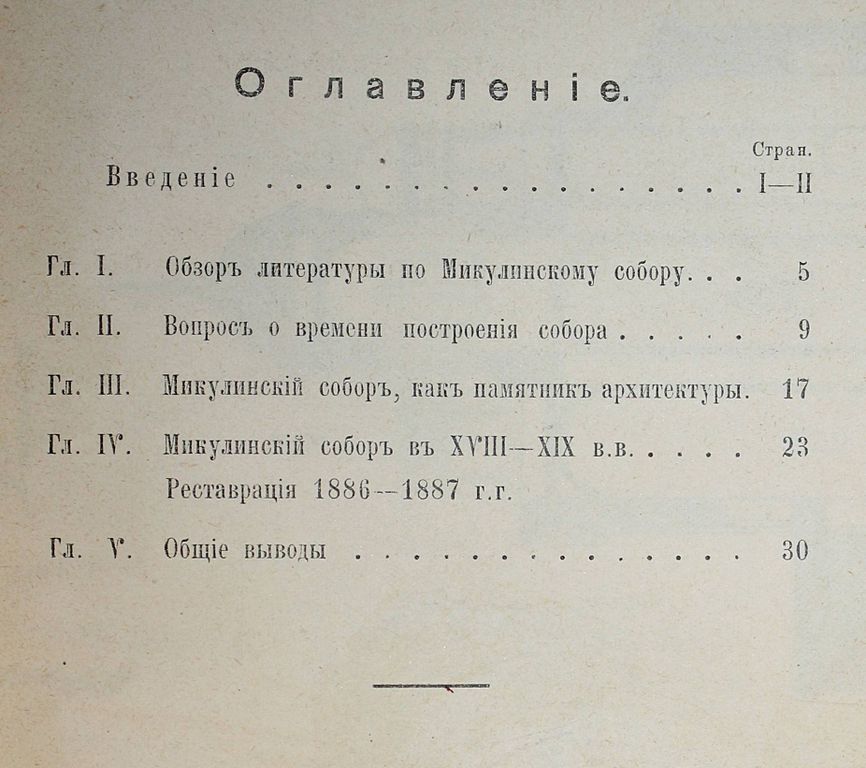 Оглавленіе.
Стран.
Введеніе . . . . . . . . . . . . . . . . . I—II
Гл. I. Обзоръ литературы по Микулинскому собору. . . 5
Гл. II. Вопросъ о времени построенія собора . . . . . 9
Гл. III. Микулинскій соборъ, какъ памятник архитектуры. 17
Гл. IV. Микулинскій соборъ въ XVIII—XIX в.в. . . . . 23
Реставрація 1886—1887 г.г.
Гл. V. Общіе выводы . . . . . . . . . . . . . . 30